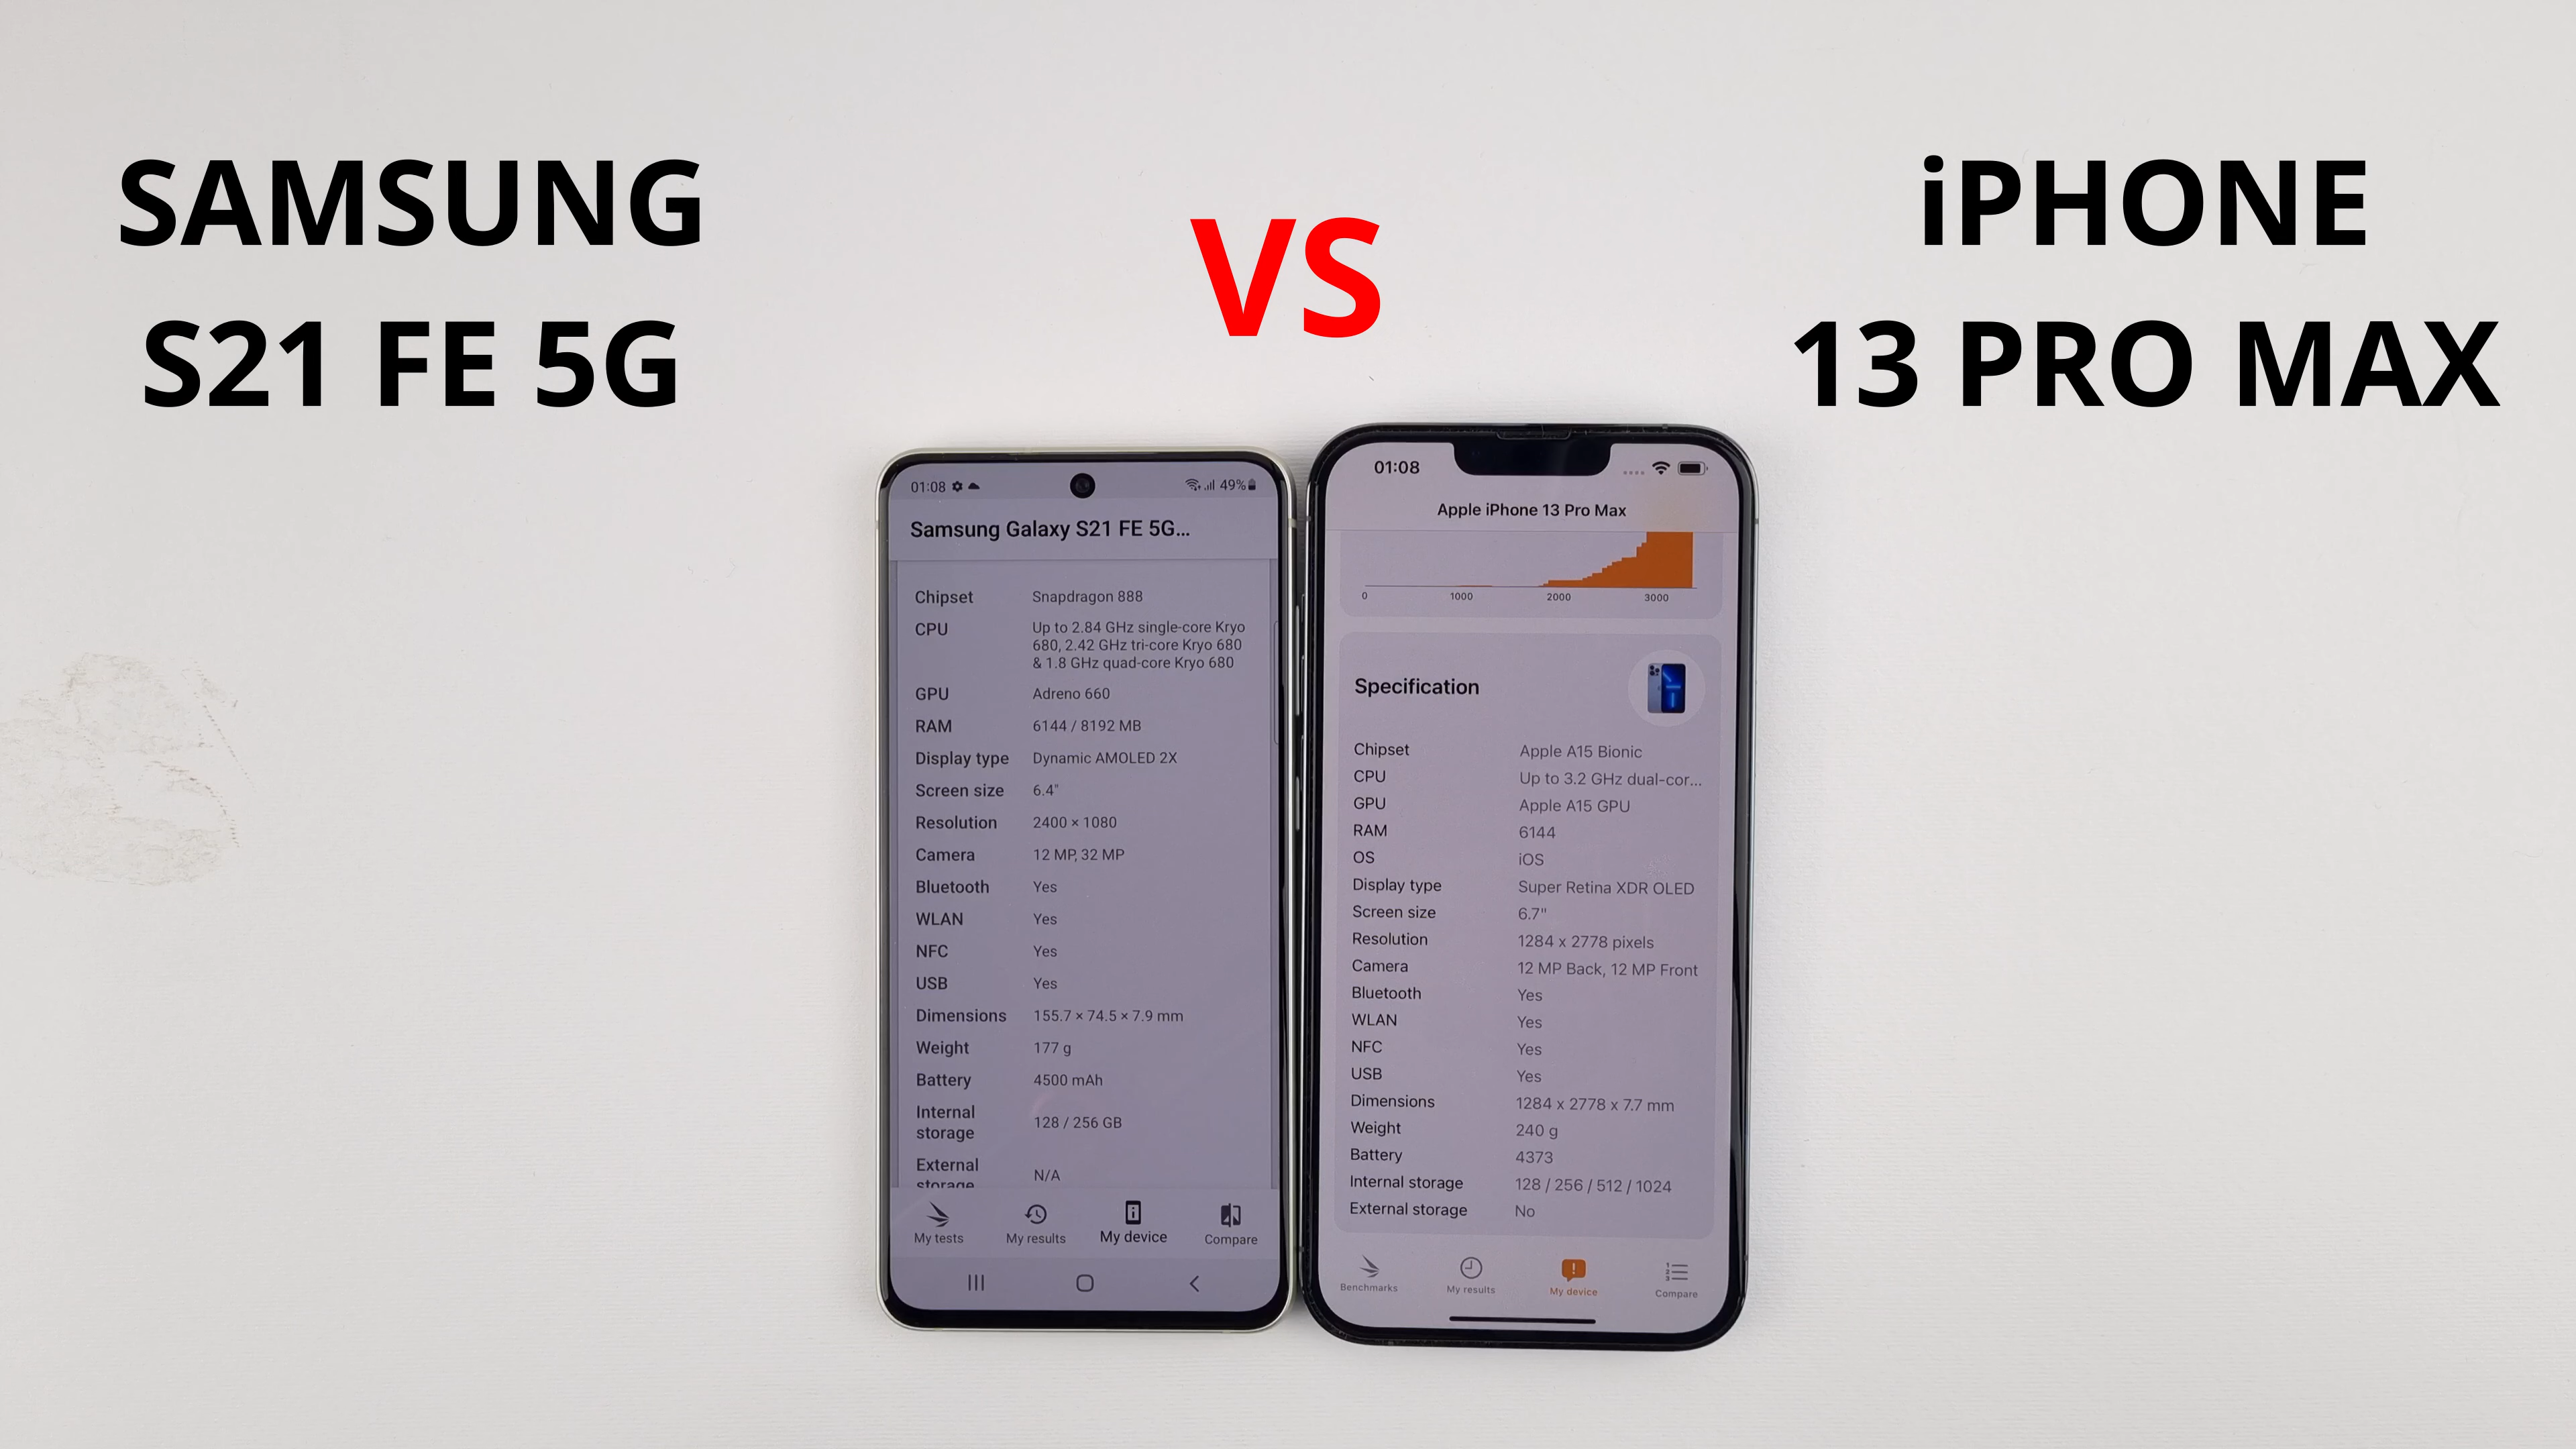 SAMSUNG
S21 FE 5G
VS
iPHONE
13 PRO MAX
01:08
49%
Samsung Galaxy S21 FE 5G...
Chipset Snapdragon 888
CPU Up to 2.84 GHz single-core Kryo
680, 2.42 GHz tri-core Kryo 680
& 1.8 GHz quad-core Kryo 680
GPU Adreno 660
RAM 6144 / 8192 MB
Display type Dynamic AMOLED 2X
Screen size 6.4"
Resolution 2400 × 1080
Camera 12 MP, 32 MP
Bluetooth Yes
WLAN Yes
NFC Yes
USB Yes
Dimensions 155.7 × 74.5 × 7.9 mm
Weight 177 g
Battery 4500 mAh
Internal
storage 128 / 256 GB
External
storage N/A
My tests My results My device Compare
01:08
Apple iPhone 13 Pro Max
0 1000 2000 3000
Specification
Chipset Apple A15 Bionic
CPU Up to 3.2 GHz dual-cor...
GPU Apple A15 GPU
RAM 6144
OS iOS
Display type Super Retina XDR OLED
Screen size 6.7"
Resolution 1284 x 2778 pixels
Camera 12 MP Back, 12 MP Front
Bluetooth Yes
WLAN Yes
NFC Yes
USB Yes
Dimensions 1284 x 2778 x 7.7 mm
Weight 240 g
Battery 4373
Internal storage 128 / 256 / 512 / 1024
External storage No
Benchmarks My results My device Compare